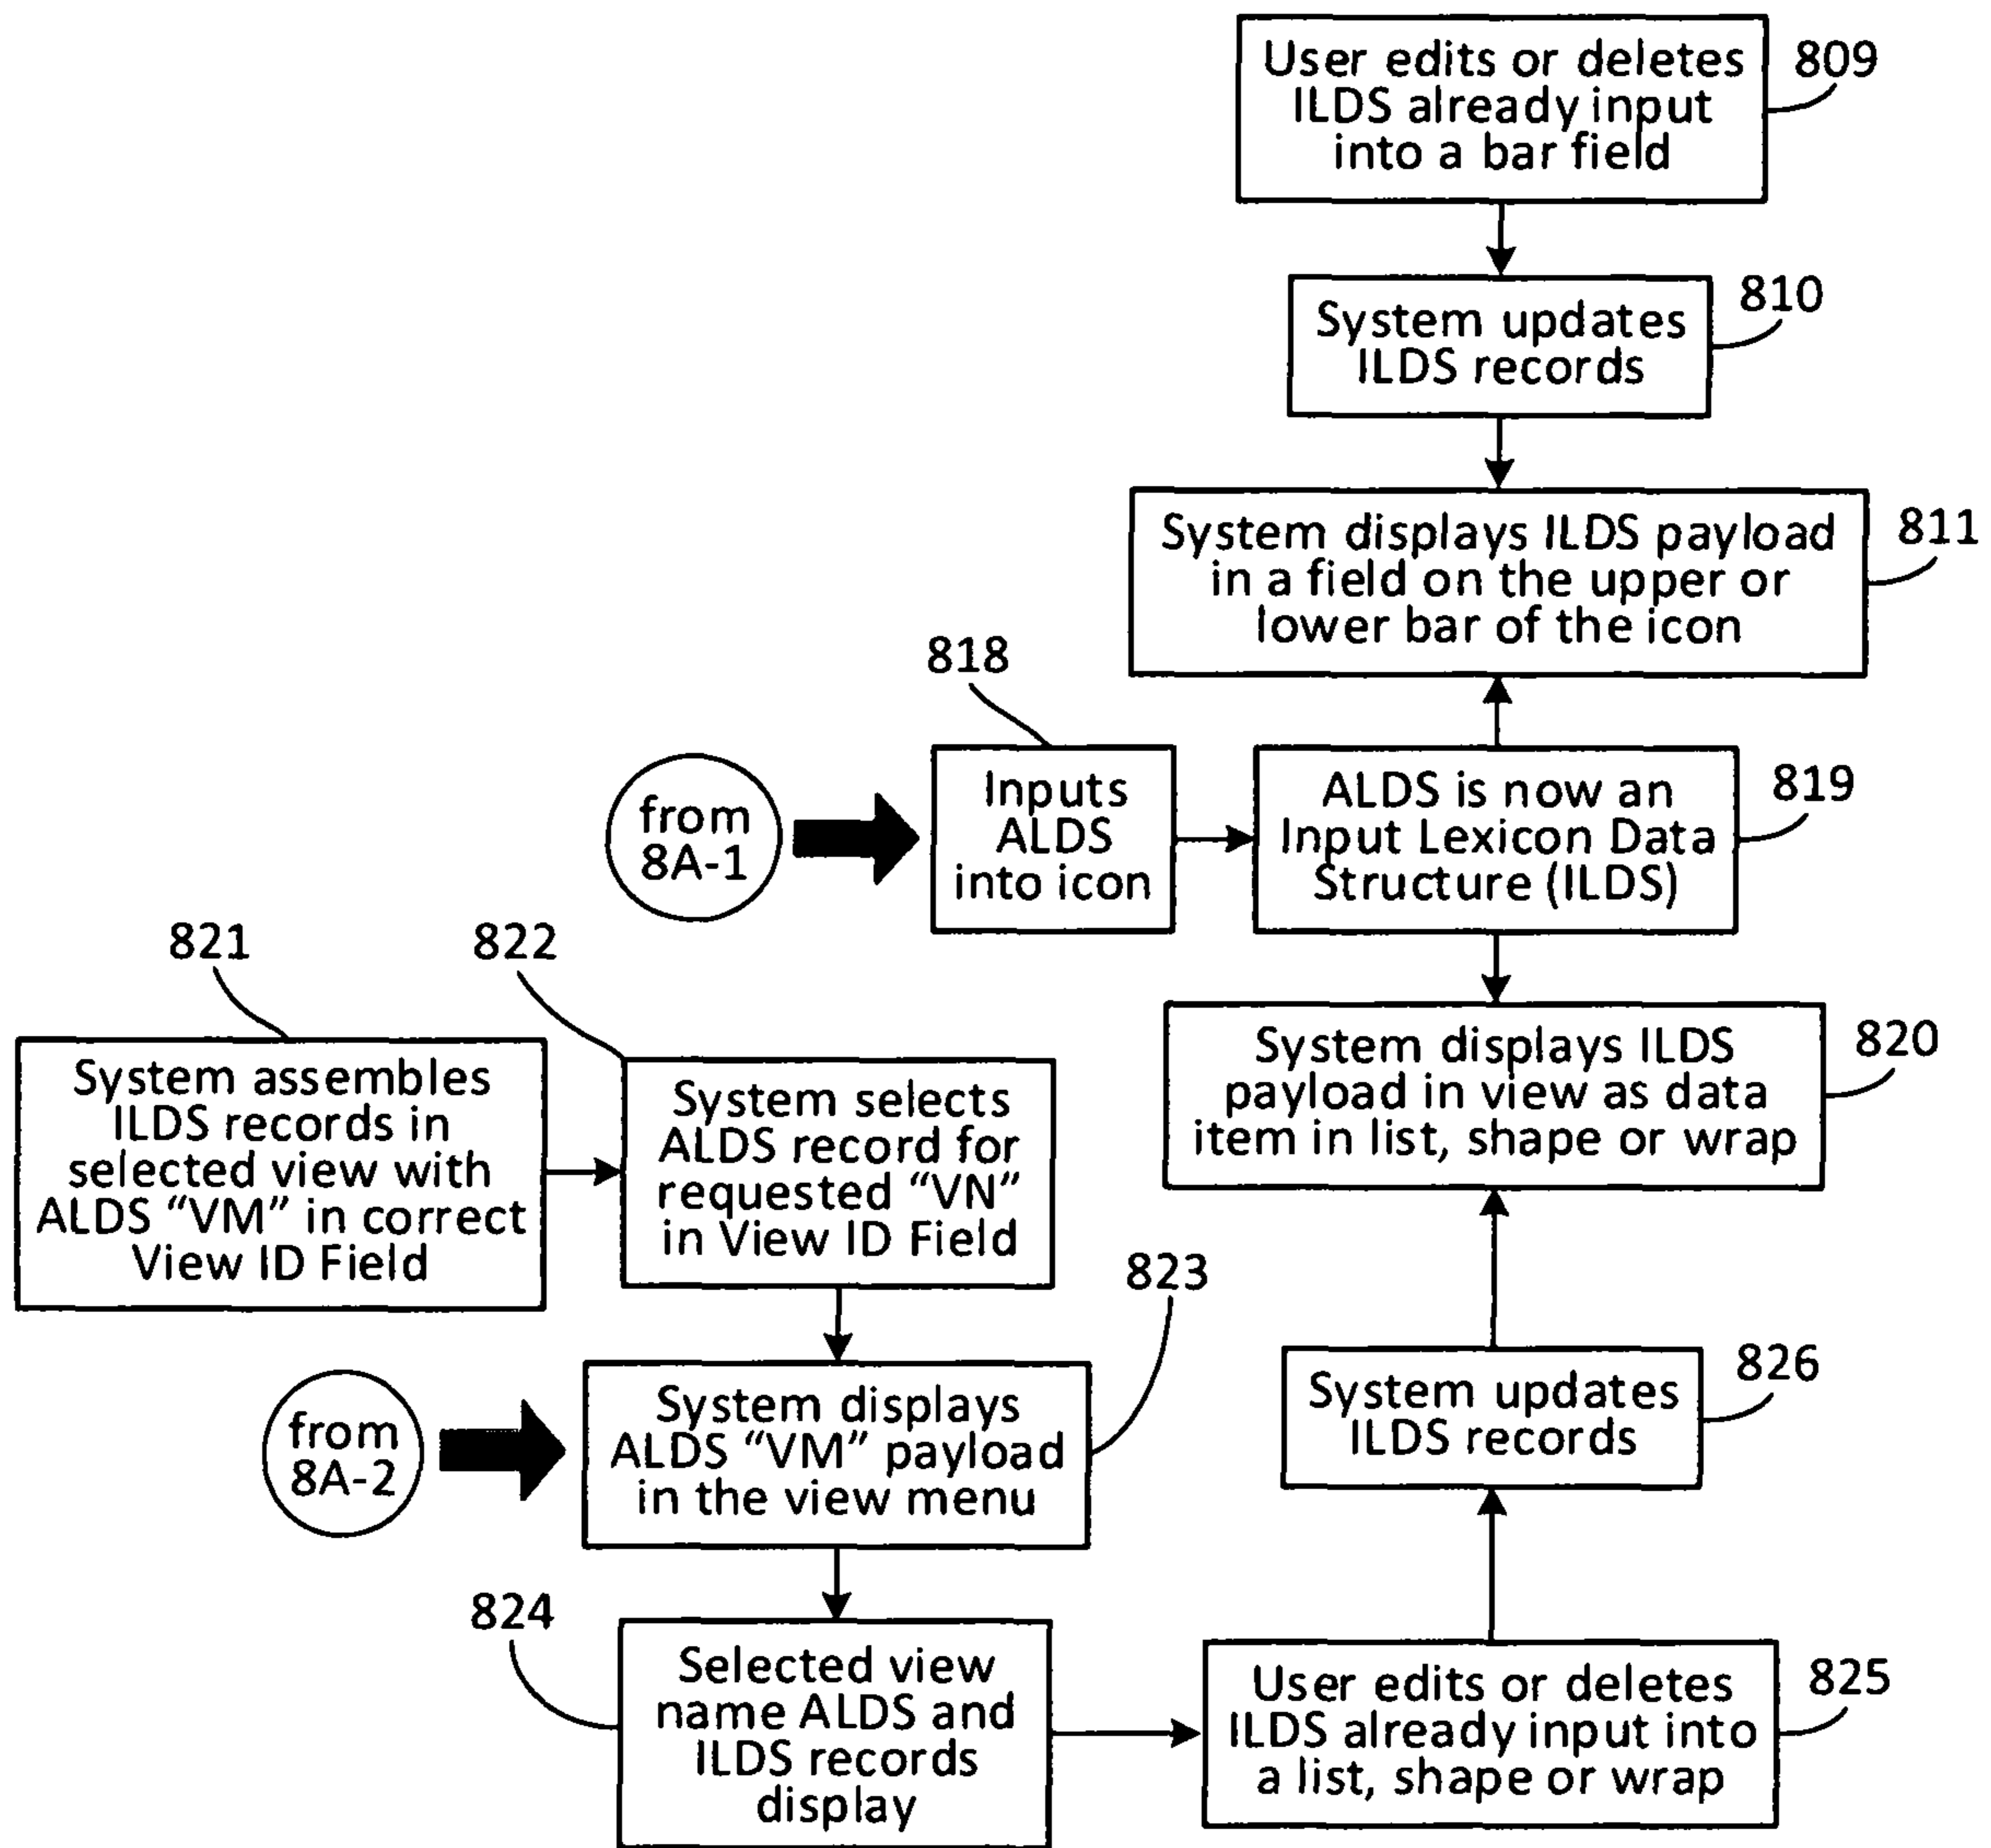 User edits or deletes
ILDS already input
into a bar field
809
System updates
ILDS records
810
System displays ILDS payload
in a field on the upper or
lower bar of the icon
811
818
from
8A-1
Inputs
ALDS
into icon
ALDS is now an
Input Lexicon Data
Structure (ILDS)
819
821
822
System assembles
ILDS records in
selected view with
ALDS “VM” in correct
View ID Field
System selects
ALDS record for
requested “VN”
in View ID Field
System displays ILDS
payload in view as data
item in list, shape or wrap
820
823
from
8A-2
System displays
ALDS “VM” payload
in the view menu
System updates
ILDS records
826
824
Selected view
name ALDS and
ILDS records
display
User edits or deletes
ILDS already input into
a list, shape or wrap
825